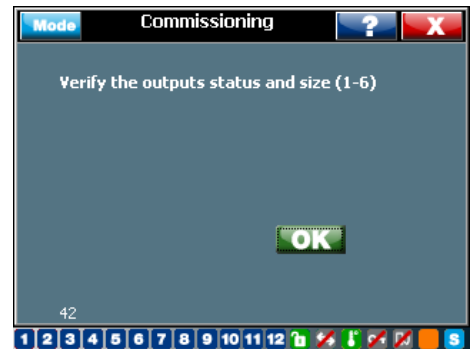 Mode Commissioning ? X
Verify the outputs status and size (1-6)
OK
42
1 2 3 4 5 6 7 8 9 10 11 12 S